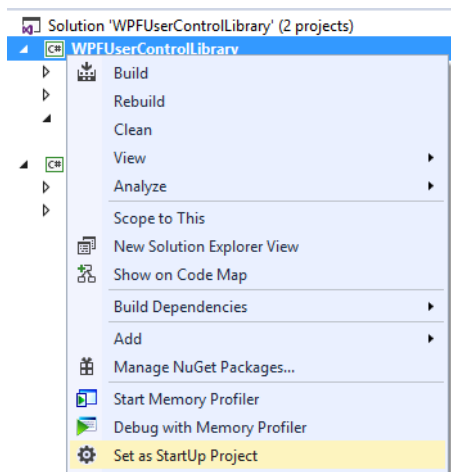 Solution 'WPFUserControlLibrary' (2 projects)
C# WPFUserControlLibrary
Build
Rebuild
Clean
View
Analyze
C#
Scope to This
New Solution Explorer View
Show on Code Map
Build Dependencies
Add
Manage NuGet Packages...
Start Memory Profiler
Debug with Memory Profiler
Set as StartUp Project